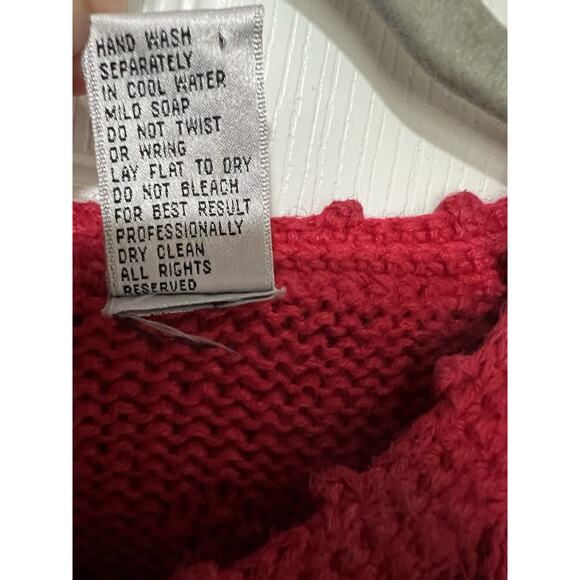 HAND WASH
SEPARATELY
IN COOL WATER
MILD SOAP
DO NOT TWIST
OR WRING
LAY FLAT TO DRY
DO NOT BLEACH
FOR BEST RESULT
PROFESSIONALLY
DRY CLEAN
ALL RIGHTS
RESERVED